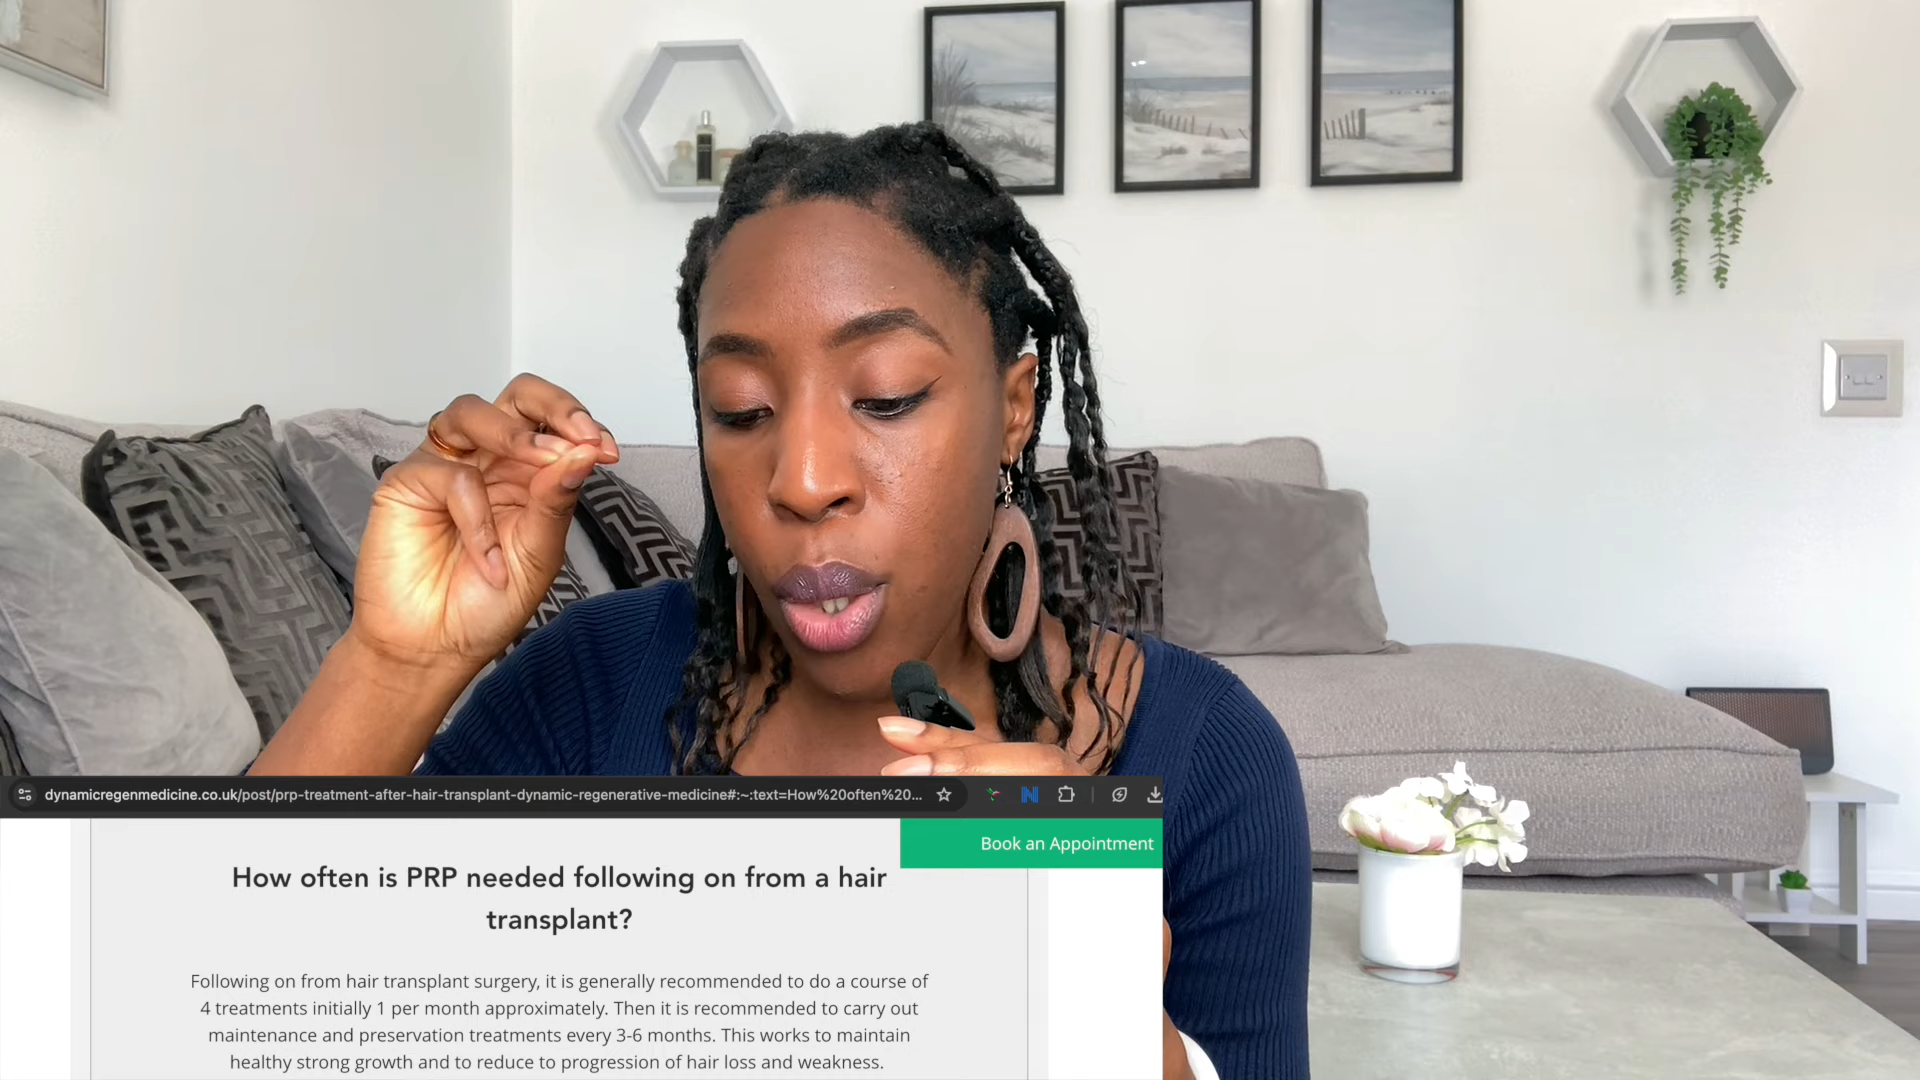 dynamicregenmedicine.co.uk/post/prp-treatment-after-hair-transplant-dynamic-regenerative-medicine#:~:text=How%20often%20...
Book an Appointment
How often is PRP needed following on from a hair
transplant?
Following on from hair transplant surgery, it is generally recommended to do a course of
4 treatments initially 1 per month approximately. Then it is recommended to carry out
maintenance and preservation treatments every 3-6 months. This works to maintain
healthy strong growth and to reduce to progression of hair loss and weakness.